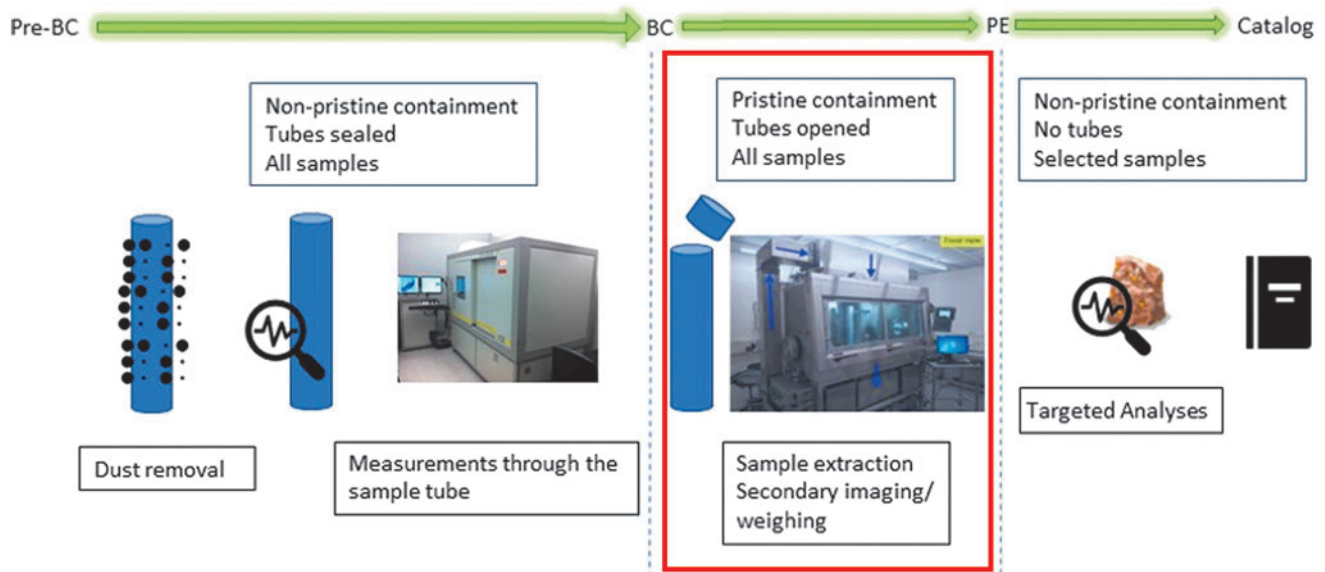 Pre-BC
BC
PE
Catalog
Non-pristine containment
Tubes sealed
All samples
Pristine containment
Tubes opened
All samples
Non-pristine containment
No tubes
Selected samples
Front view
Dust removal
Measurements through the
sample tube
Sample extraction
Secondary imaging/
weighing
Targeted Analyses